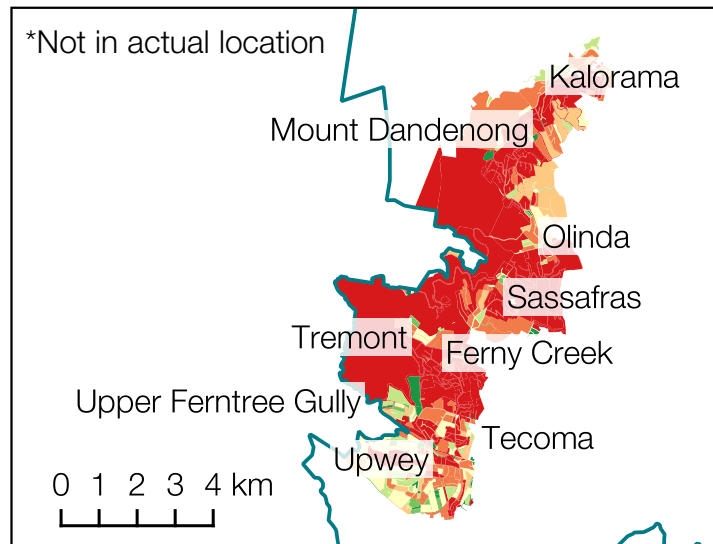 *Not in actual location
Kalorama
Mount Dandenong
Olinda
Sassafras
Tremont
Ferny Creek
Upper Ferntree Gully
Tecoma
Upwey
0 1 2 3 4 km